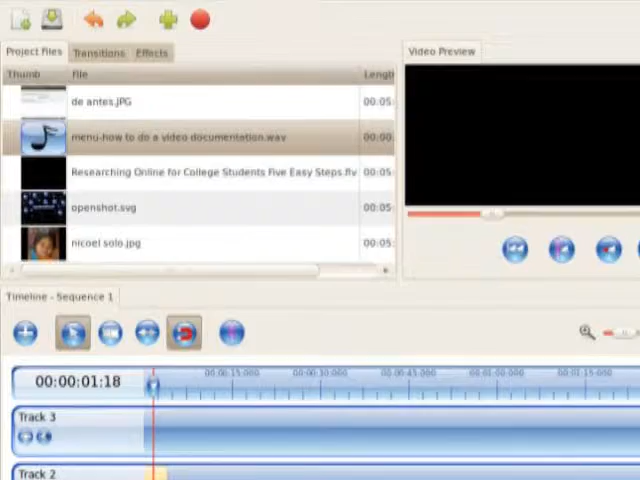 Project Files Transitions Effects
Video Preview
Thumb File Length
de antes.JPG 00:05:
menu-how to do a video documentation.wav 00:00:
Researching Online for College Students Five Easy Steps.flv 00:05:
openshot.svg 00:05:
nicoel solo.jpg 00:05:
Timeline - Sequence 1
00:00:01:18
00:00:15:000 00:00:30:000 00:00:45:000 00:01:00:000 00:01:15:000
Track 3
Track 2